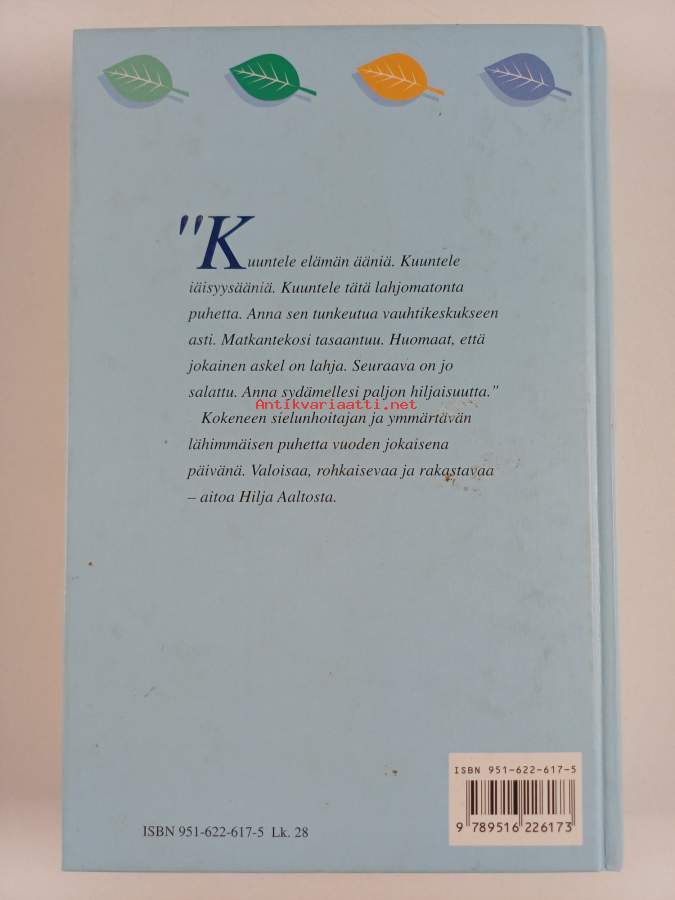 "Kuuntele elämän ääniä. Kuuntele
iäisyysääniä. Kuuntele tätä lahjomatonta
puhetta. Anna sen tunkeutua vauhtikeskukseen
asti. Matkantekosi tasaantuu. Huomaat, että
jokainen askel on lahja. Seuraava on jo
salattu. Anna sydämellesi paljon hiljaisuutta."
Antikvariaatti.net
Kokeneen sielunhoitajan ja ymmärtävän
lähimmäisen puhetta vuoden jokaisena
päivänä. Valoisaa, rohkaisevaa ja rakastavaa
– aitoa Hilja Aaltosta.
ISBN 951-622-617-5
9 789516 226173
ISBN 951-622-617-5 Lk. 28